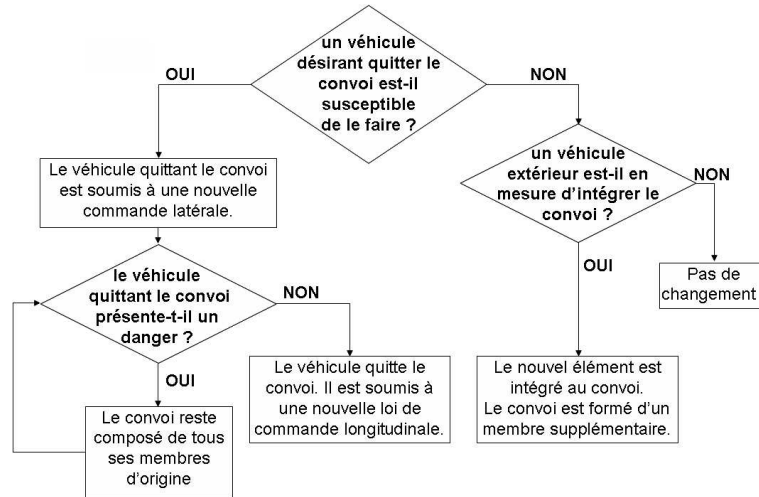 un véhicule
désirant quitter le
convoi est-il
susceptible
de le faire ?
OUI
NON
Le véhicule quittant le convoi
est soumis à une nouvelle
commande latérale.
un véhicule
extérieur est-il en
mesure d'intégrer le
convoi ?
NON
OUI
Pas de
changement
le véhicule
quittant le convoi
présente-t-il un
danger ?
NON
OUI
Le véhicule quitte le
convoi. Il est soumis à
une nouvelle loi de
commande longitudinale.
Le nouvel élément est
intégré au convoi.
Le convoi est formé d'un
membre supplémentaire.
Le convoi reste
composé de tous
ses membres
d'origine